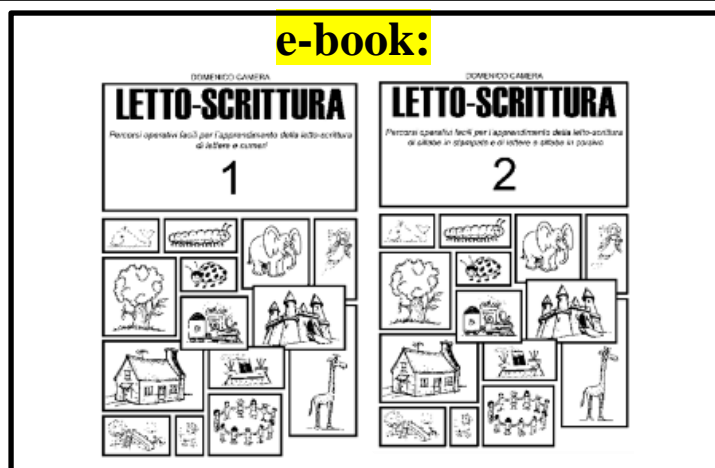 e-book:
DOMENICO CAMERA
LETTO-SCRITTURA
Percorsi operativi facili per l'apprendimento della letto-scrittura
di lettere e numeri
1
DOMENICO CAMERA
LETTO-SCRITTURA
Percorsi operativi facili per l'apprendimento della letto-scrittura
di sillabe in stampato e di lettere e sillabe in corsivo
2